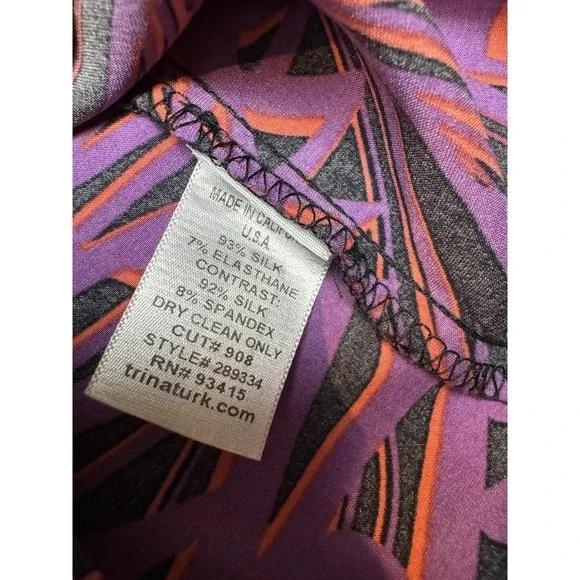 MADE IN CALIFO
U.S.A.
93% SILK
7% ELASTHANE
CONTRAST:
92% SILK
8% SPANDEX
DRY CLEAN ONLY
CUT# 908
STYLE# 289334
RN# 93415
trinaturk.com